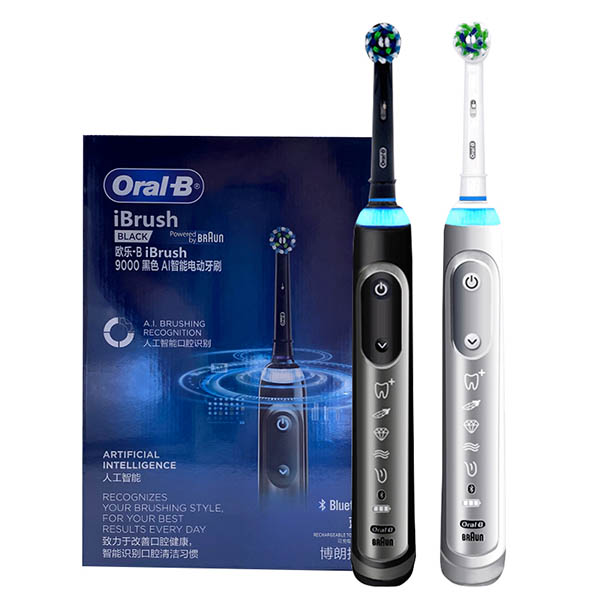 Oral-B®
iBrush
BLACK
Powered by BRAUN
欧乐·B iBrush
9000 黑色 AI智能电动牙刷
A.I. BRUSHING
RECOGNITION
人工智能口腔识别
ARTIFICIAL
INTELLIGENCE
人工智能
RECOGNIZES
YOUR BRUSHING STYLE,
FOR YOUR BEST
RESULTS EVERY DAY
致力于改善口腔健康,
智能识别口腔清洁习惯
RECHARGEABLE
博朗
Oral-B
BRAUN
Oral-B
BRAUN